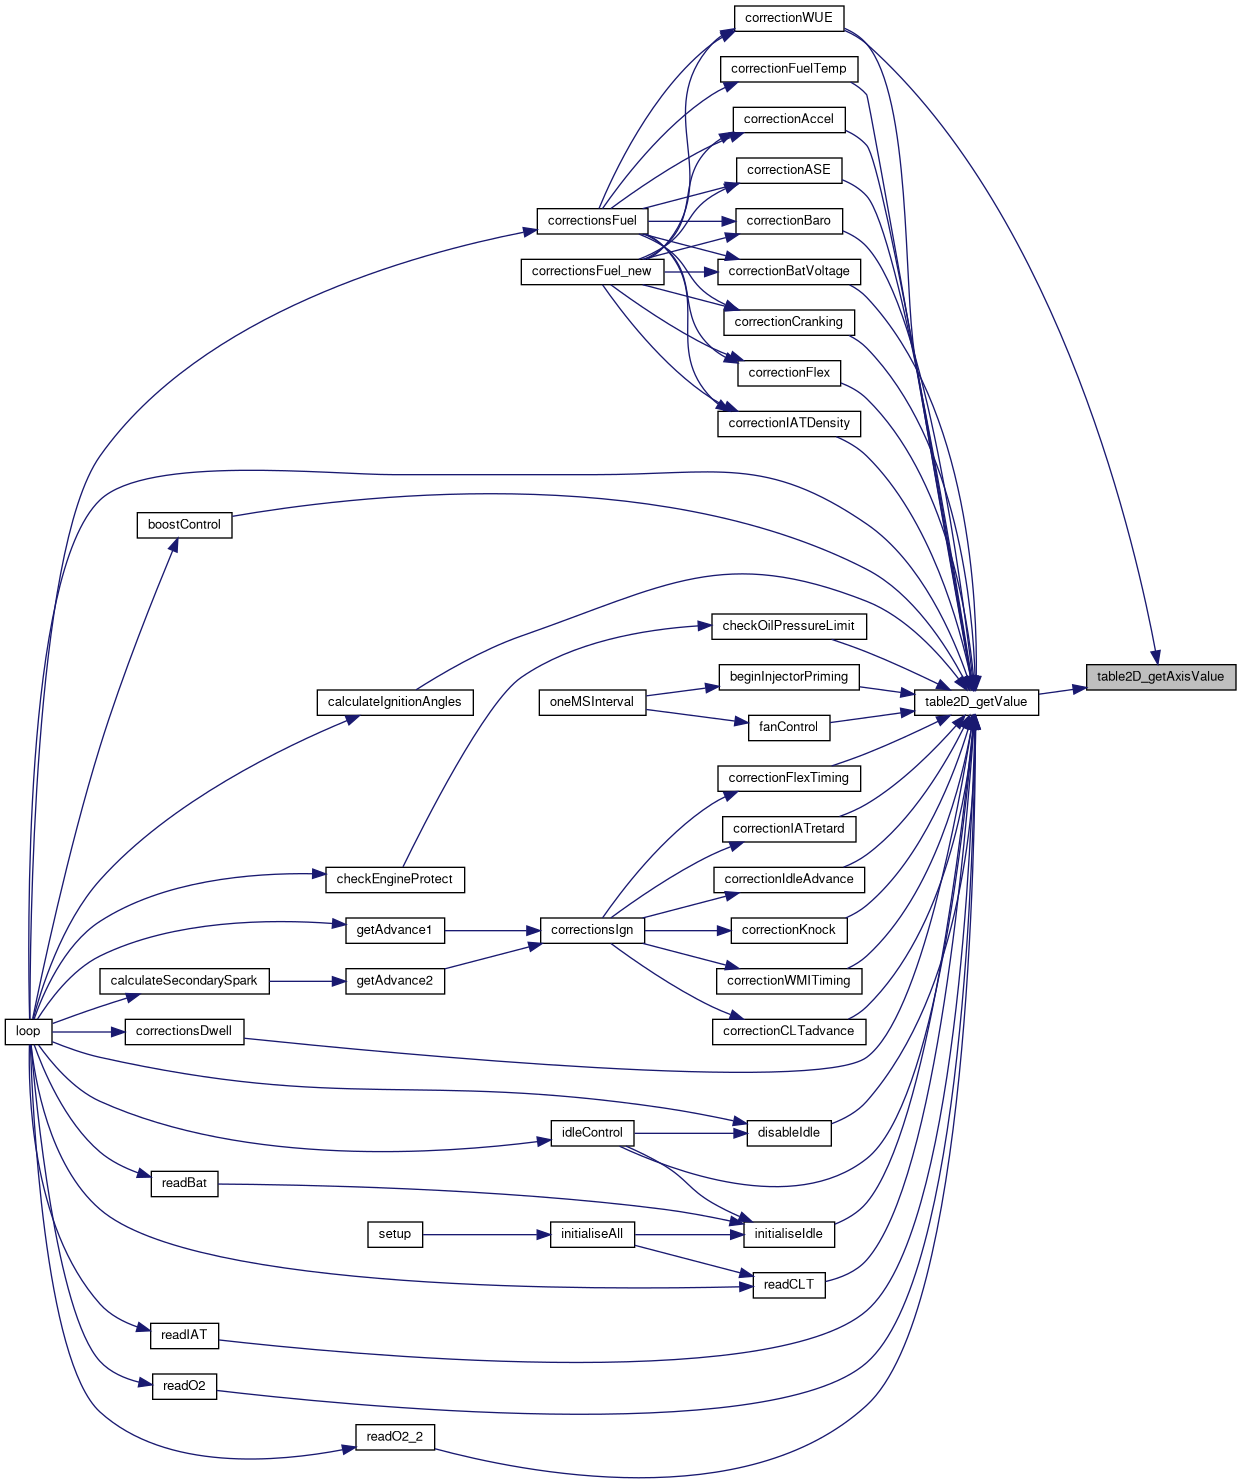 correctionWUE
correctionFuelTemp
correctionAccel
correctionASE
correctionsFuel
correctionBaro
correctionsFuel_new
correctionBatVoltage
correctionCranking
correctionFlex
correctionIATDensity
boostControl
checkOilPressureLimit
table2D_getAxisValue
beginInjectorPriming
calculateIgnitionAngles
oneMSInterval
table2D_getValue
fanControl
correctionFlexTiming
correctionIATretard
checkEngineProtect
correctionIdleAdvance
getAdvance1
correctionsIgn
correctionKnock
calculateSecondarySpark
getAdvance2
correctionWMITiming
loop
correctionsDwell
correctionCLTadvance
idleControl
disableIdle
readBat
setup
initialiseAll
initialiseIdle
readCLT
readIAT
readO2
readO2_2